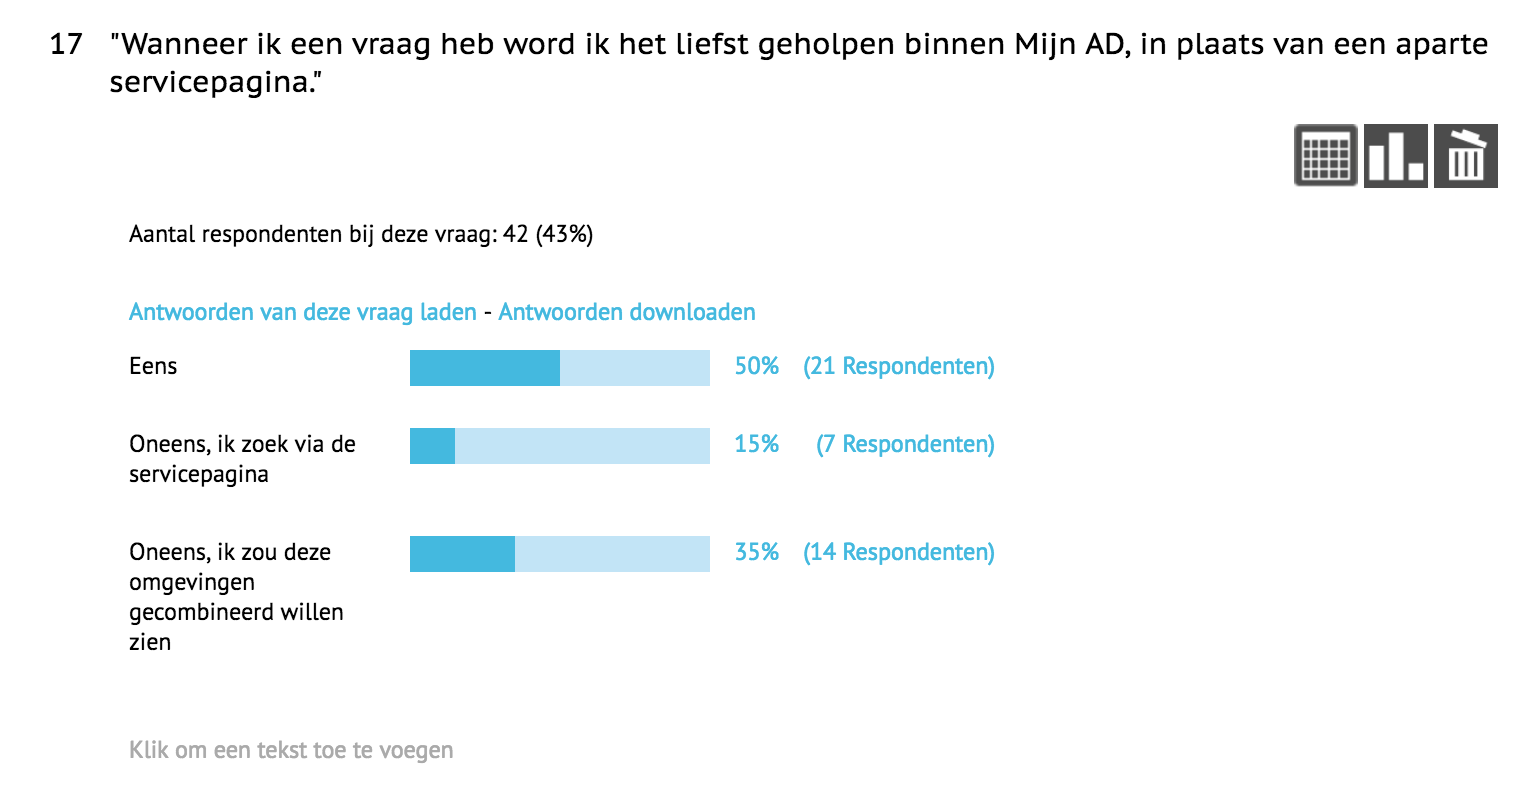 17 "Wanneer ik een vraag heb word ik het liefst geholpen binnen Mijn AD, in plaats van een aparte
servicepagina."
Aantal respondenten bij deze vraag: 42 (43%)
Antwoorden van deze vraag laden - Antwoorden downloaden
Eens 50% (21 Respondenten)
Oneens, ik zoek via de 15% (7 Respondenten)
servicepagina
Oneens, ik zou deze 35% (14 Respondenten)
omgevingen
gecombineerd willen
zien
Klik om een tekst toe te voegen